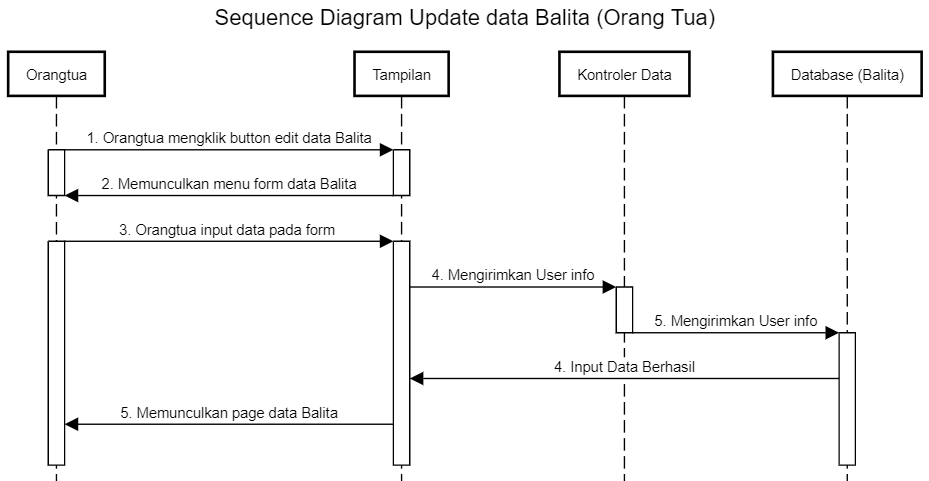 Sequence Diagram Update data Balita (Orang Tua)
Orangtua
Tampilan
Kontroler Data
Database (Balita)
1. Orangtua mengklik button edit data Balita
2. Memunculkan menu form data Balita
3. Orangtua input data pada form
4. Mengirimkan User info
5. Mengirimkan User info
4. Input Data Berhasil
5. Memunculkan page data Balita